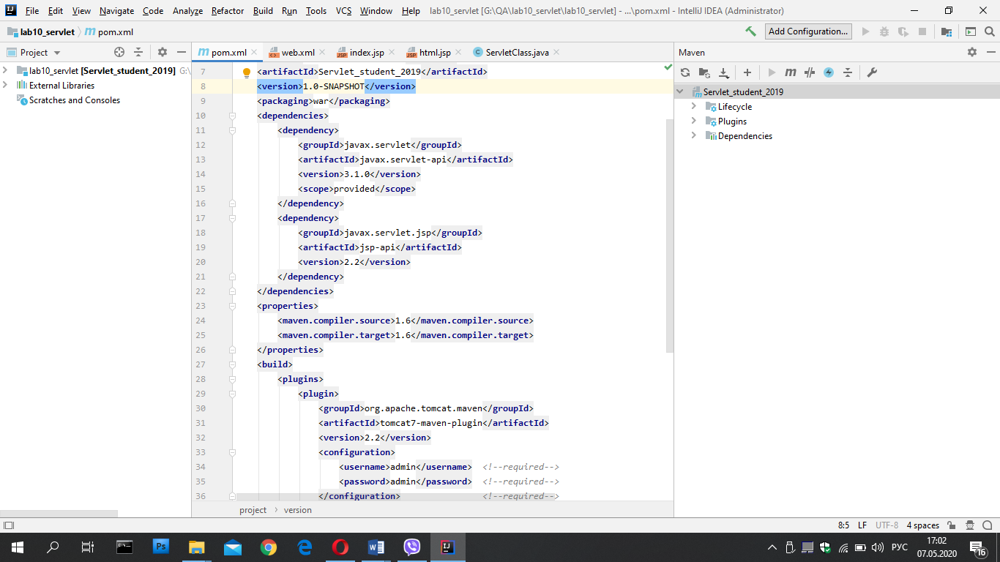 File Edit View Navigate Code Analyze Refactor Build Run Tools VCS Window Help lab10_servlet [G:\QA\lab10_servlet\lab10_servlet] - ...\pom.xml - IntelliJ IDEA (Administrator)
lab10_servlet pom.xml Add Configuration...
Project pom.xml web.xml index.jsp html.jsp ServletClass.java Maven
lab10_servlet [Servlet_student_2019] G:\
External Libraries
Scratches and Consoles
7 <artifactId>Servlet_student_2019</artifactId>
8 <version>1.0-SNAPSHOT</version>
9 <packaging>war</packaging>
10 <dependencies>
11 <dependency>
12 <groupId>javax.servlet</groupId>
13 <artifactId>javax.servlet-api</artifactId>
14 <version>3.1.0</version>
15 <scope>provided</scope>
16 </dependency>
17 <dependency>
18 <groupId>javax.servlet.jsp</groupId>
19 <artifactId>jsp-api</artifactId>
20 <version>2.2</version>
21 </dependency>
22 </dependencies>
23 <properties>
24 <maven.compiler.source>1.6</maven.compiler.source>
25 <maven.compiler.target>1.6</maven.compiler.target>
26 </properties>
27 <build>
28 <plugins>
29 <plugin>
30 <groupId>org.apache.tomcat.maven</groupId>
31 <artifactId>tomcat7-maven-plugin</artifactId>
32 <version>2.2</version>
33 <configuration>
34 <username>admin</username> <!--required-->
35 <password>admin</password> <!--required-->
36 </configuration> <!--required-->
project version
Servlet_student_2019
Lifecycle
Plugins
Dependencies
8:5 LF UTF-8 4 spaces
РУС 17:02
07.05.2020
16